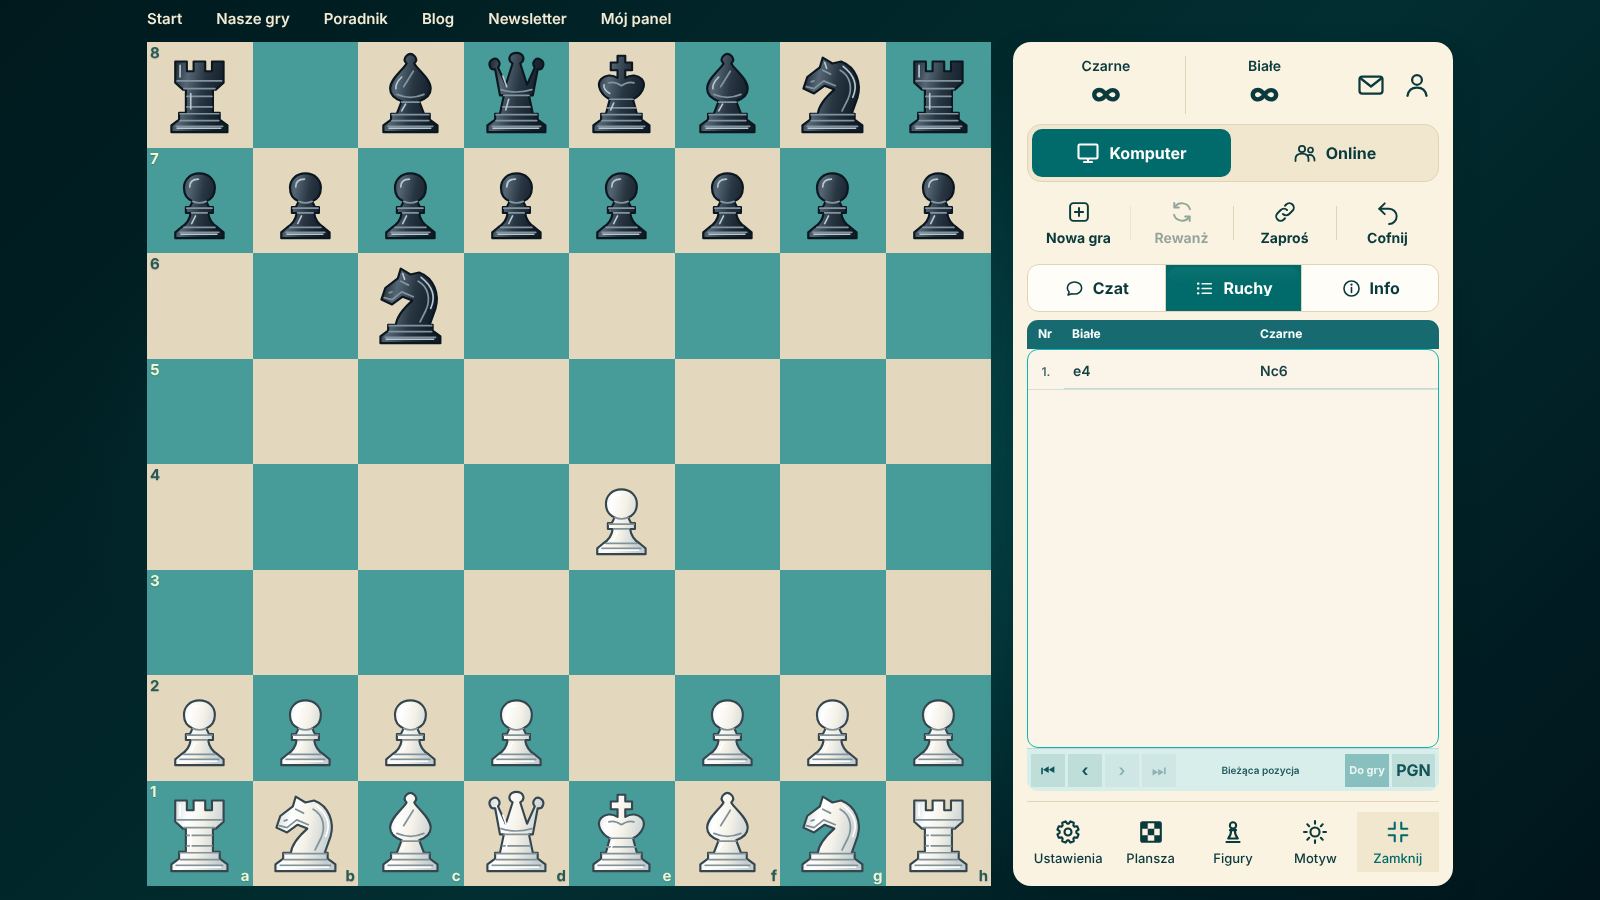 Start Nasze gry Poradnik Blog Newsletter Mój panel
8
7
6
5
4
3
2
1
a b c d e f g h
Czarne Białe
∞ ∞
Komputer Online
Nowa gra Rewanż Zaproś Cofnij
Czat Ruchy Info
Nr Białe Czarne
1. e4 Nc6
Bieżąca pozycja Do gry PGN
Ustawienia Plansza Figury Motyw Zamknij